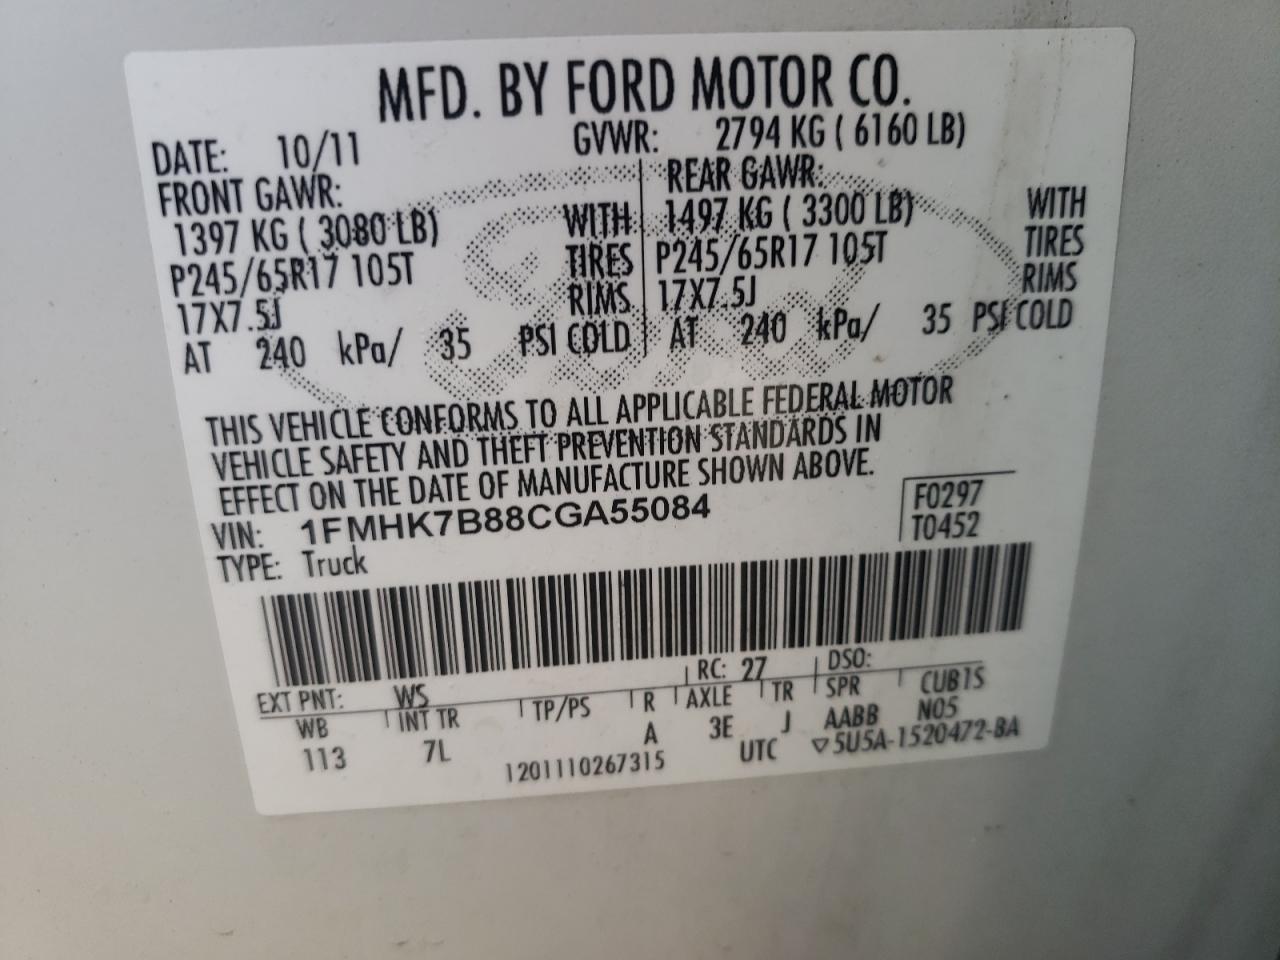 MFD. BY FORD MOTOR CO.
DATE: 10/11 GVWR: 2794 KG ( 6160 LB)
FRONT GAWR: REAR GAWR:
1397 KG ( 3080 LB) WITH 1497 KG ( 3300 LB) WITH
P245/65R17 105T TIRES P245/65R17 105T TIRES
17X7.5J RIMS 17X7.5J RIMS
AT 240 kPa/ 35 PSI COLD AT 240 kPa/ 35 PSI COLD
THIS VEHICLE CONFORMS TO ALL APPLICABLE FEDERAL MOTOR
VEHICLE SAFETY AND THEFT PREVENTION STANDARDS IN
EFFECT ON THE DATE OF MANUFACTURE SHOWN ABOVE.
VIN: 1FMHK7B88CGA55084 F0297
TYPE: Truck T0452
EXT PNT: WS RC: 27 DSO:
WB INT TR TP/PS R AXLE TR SPR CUB1S
113 7L A 3E J AABB N05
1201110267315 UTC ▽5U5A-1520472-BA
Ford